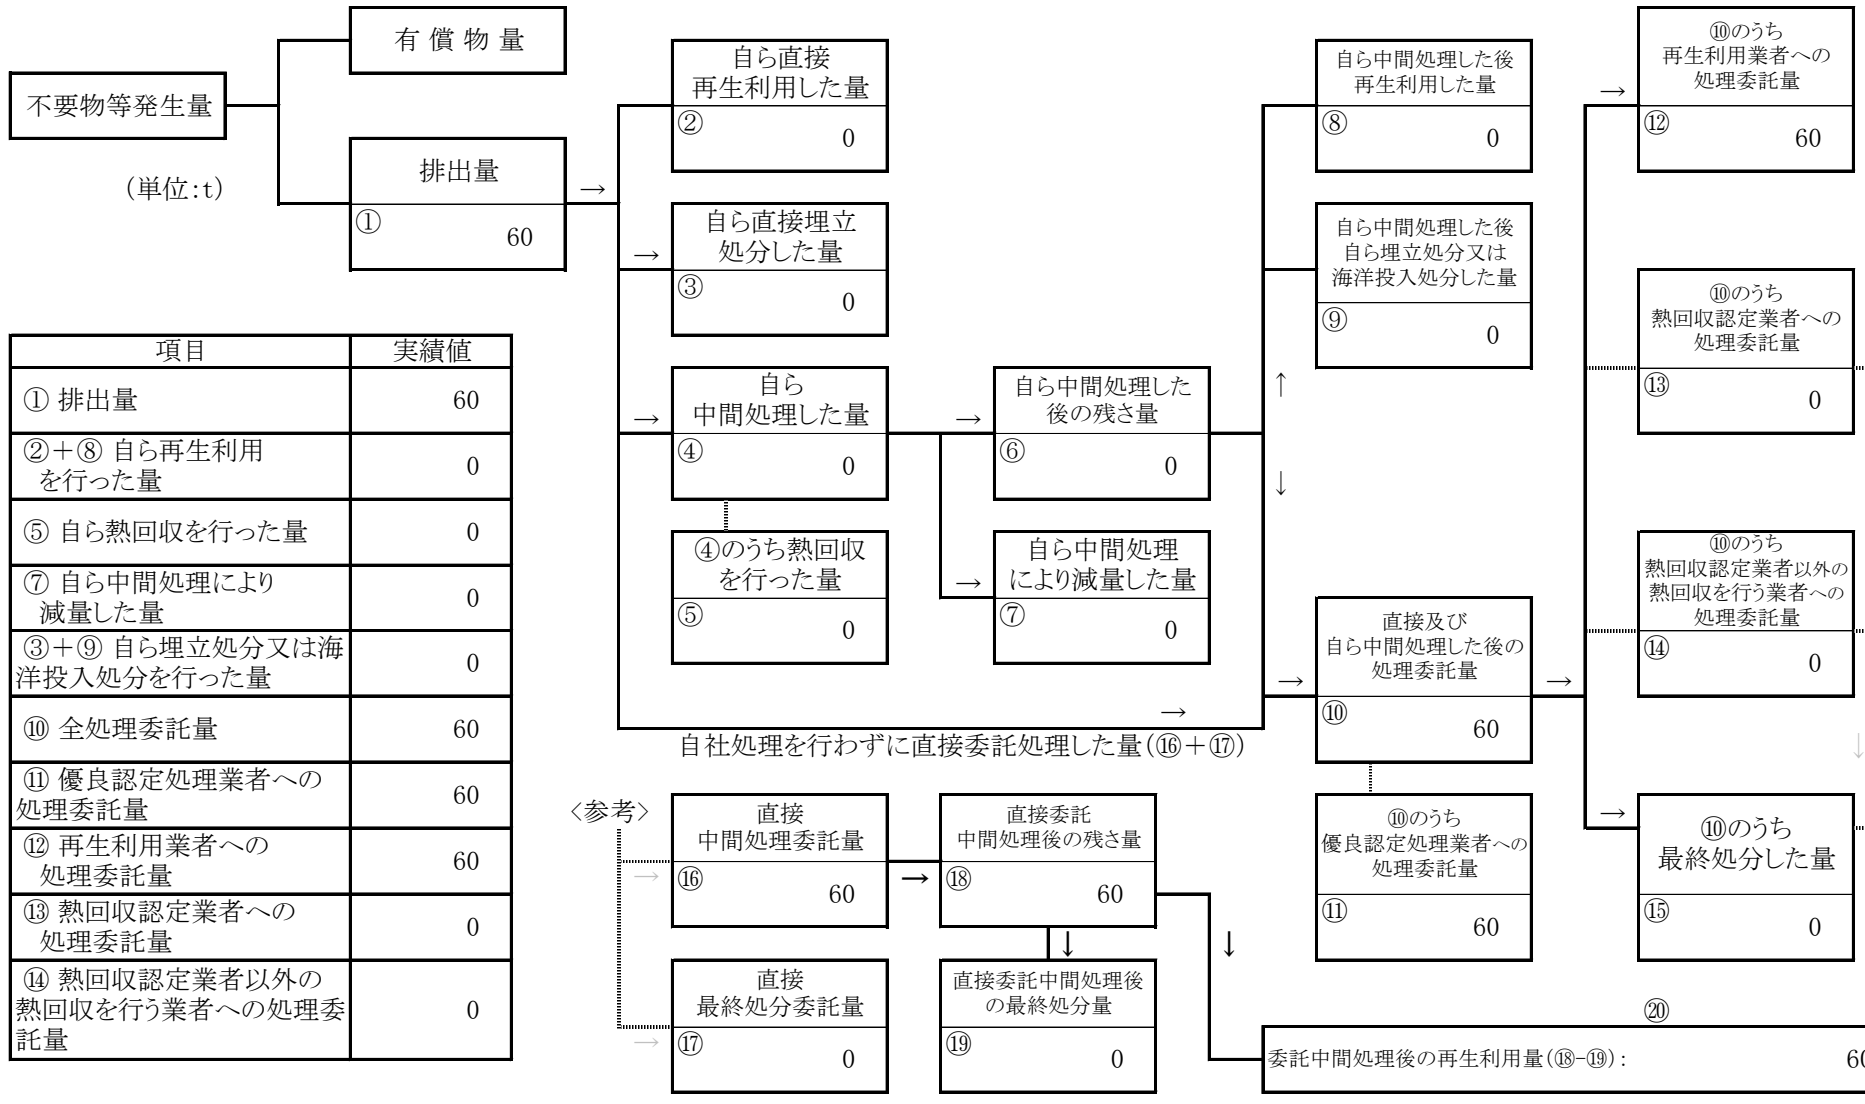 有 償 物 量
不要物等発生量
(単位:t)
排出量
①
60
→
項目 実績値
① 排出量 60
②+⑧ 自ら再生利用
を行った量
0
⑤ 自ら熱回収を行った量 0
⑦ 自ら中間処理により
減量した量
0
③+⑨ 自ら埋立処分又は海
洋投入処分を行った量
0
⑩ 全処理委託量 60
⑪ 優良認定処理業者への
処理委託量
60
⑫ 再生利用業者への
処理委託量
60
⑬ 熱回収認定業者への
処理委託量
0
⑭ 熱回収認定業者以外の
熱回収を行う業者への処理委
託量
0
自ら直接
再生利用した量
②
0
→
自ら直接埋立
処分した量
③
0
→
自ら
中間処理した量
④
0
④のうち熱回収
を行った量
⑤
0
→
自ら中間処理した
後の残さ量
⑥
0
→
自ら中間処理
により減量した量
⑦
0
→
自社処理を行わずに直接委託処理した量(⑯+⑰)
〈参考〉
→
直接
中間処理委託量
⑯
60
→
直接委託
中間処理後の残さ量
⑱
60
→
直接
最終処分委託量
⑰
0
↓
直接委託中間処理後
の最終処分量
⑲
0
↓
自ら中間処理した後
再生利用した量
⑧
0
自ら中間処理した後
自ら埋立処分又は
海洋投入処分した量
⑨
0
↑
↓
→
直接及び
自ら中間処理した後の
処理委託量
⑩
60
→
⑩のうち
優良認定処理業者への
処理委託量
⑪
60
→
⑩のうち
再生利用業者への
処理委託量
⑫
60
⑩のうち
熱回収認定業者への
処理委託量
⑬
0
⑩のうち
熱回収認定業者以外の
熱回収を行う業者への
処理委託量
⑭
0
↓
→
⑩のうち
最終処分した量
⑮
0
⑳
委託中間処理後の再生利用量(⑱-⑲): 60